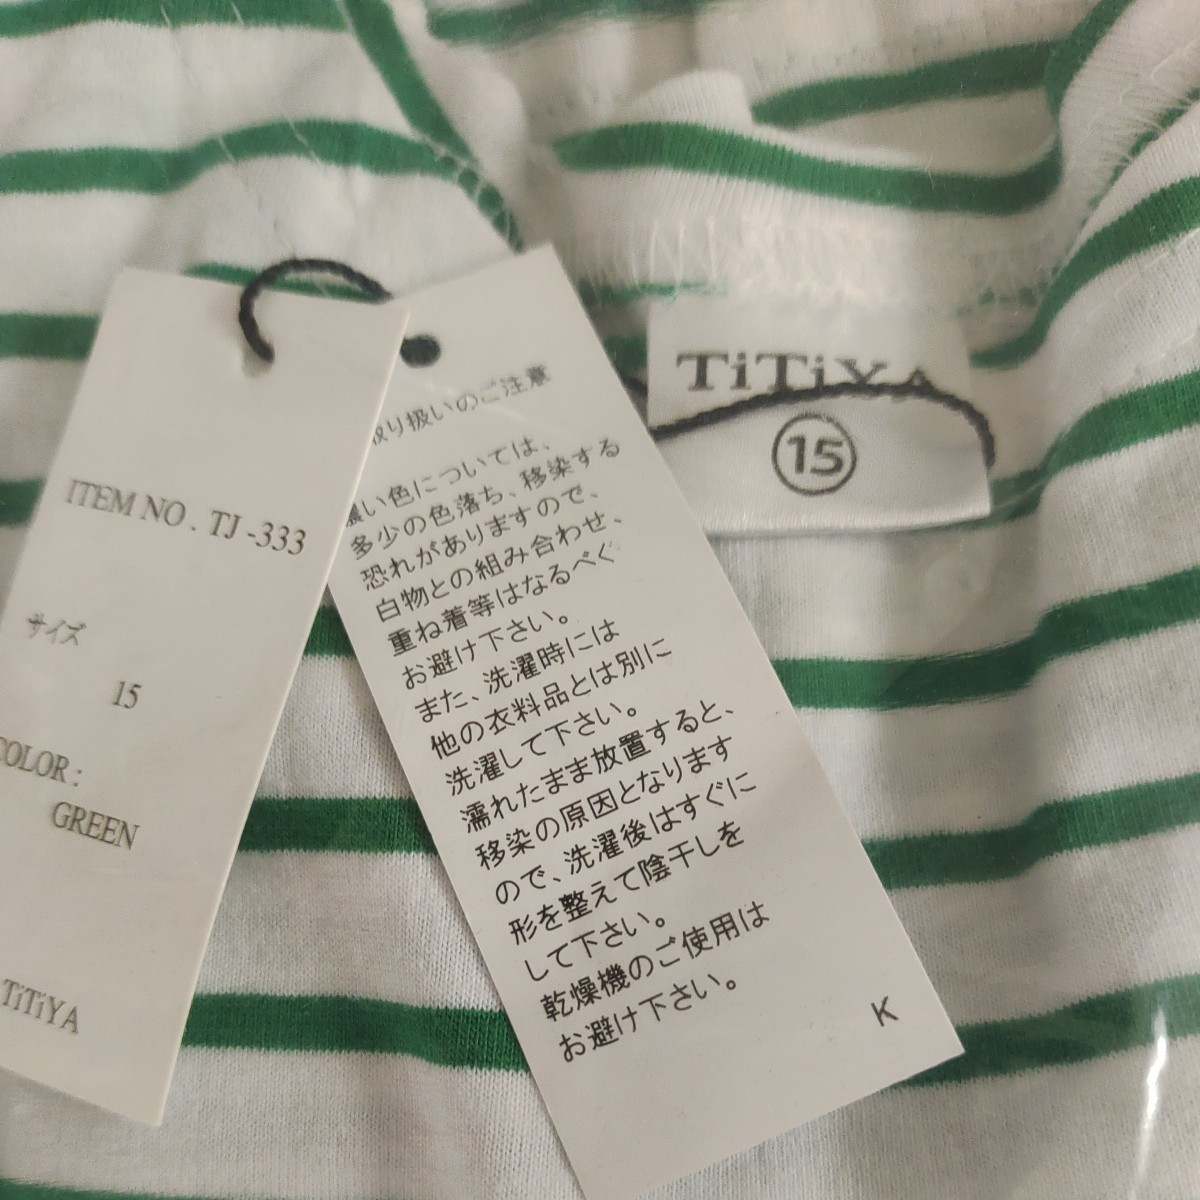 ITEM NO. TJ-333
サイズ
15
COLOR:
GREEN
TiTiYA
取り扱いのご注意
濃い色については、
多少の色落ち、移染する
恐れがありますので、
白物との組み合わせ、
重ね着等はなるべく
お避け下さい。
また、洗濯時には
他の衣料品とは別に
洗濯して下さい。
濡れたまま放置すると、
移染の原因となります
ので、洗濯後はすぐに
形を整えて陰干しを
して下さい。
乾燥機のご使用は
お避け下さい。
K
TiTiYA
15